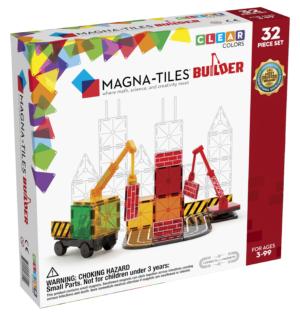 CLEAR
COLORS
32
PIECE SET
MAGNA-TILES BUILDER
where math, science, and creativity meet
FOR AGES
3-99
WARNING: CHOKING HAZARD
Small Parts. Not for children under 3 years.
MAGNA-TILES
BUILDER